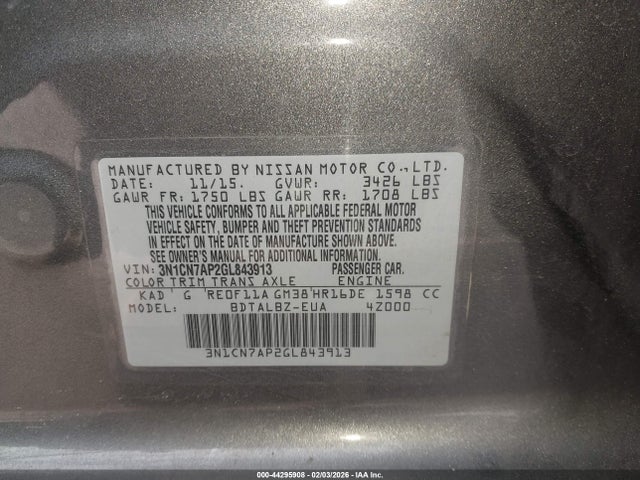 MANUFACTURED BY NISSAN MOTOR CO.,LTD.
DATE: 11/15. GVWR: 3426 LBS
GAWR FR: 1750 LBS GAWR RR: 1708 LBS
THIS VEHICLE CONFORMS TO ALL APPLICABLE FEDERAL MOTOR
VEHICLE SAFETY, BUMPER AND THEFT PREVENTION STANDARDS
IN EFFECT ON THE DATE OF MANUFACTURE SHOWN ABOVE.
SEE OWNER'S MANUAL FOR ADDITIONAL INFORMATION.
VIN: 3N1CN7AP2GL843913 PASSENGER CAR.
COLOR TRIM TRANS AXLE ENGINE
KAD G RE0F11A GM38 HR16DE 1598 CC
MODEL BDTALBZ-EUA 4Z000
3N1CN7AP2GL843913
000-44295908 - 02/03/2026 - IAA Inc.